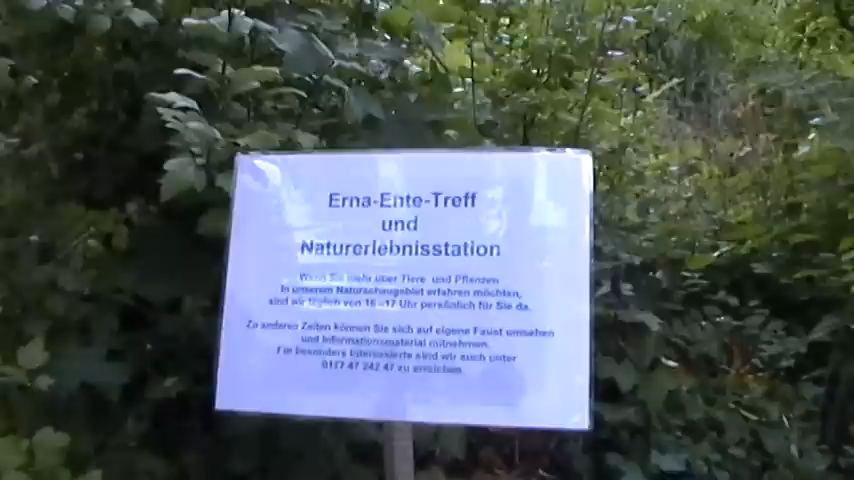 Erna-Ente-Treff
und
Naturerlebnisstation
Wenn Sie mehr über Tiere und Pflanzen
in unserem Naturschutzgebiet erfahren möchten,
sind wir täglich von 16 -17 Uhr persönlich für Sie da.
Zu anderen Zeiten können Sie sich auf eigene Faust umsehen
und Informationsmaterial mitnehmen.
Für besonders Interessierte sind wir auch unter
0177 47 242 47 zu erreichen.